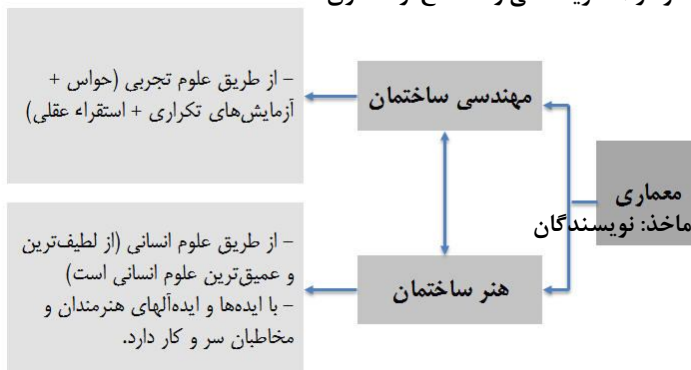 معماری
ماخذ: نویسندگان
مهندسی ساختمان
– از طریق علوم تجربی (حواس +
آزمایش‌های تکراری + استقراء عقلی)
هنر ساختمان
– از طریق علوم انسانی (از لطیف‌ترین
و عمیق‌ترین علوم انسانی است)
– با ایده‌ها و ایده‌آلهای هنرمندان و
مخاطبان سر و کار دارد.